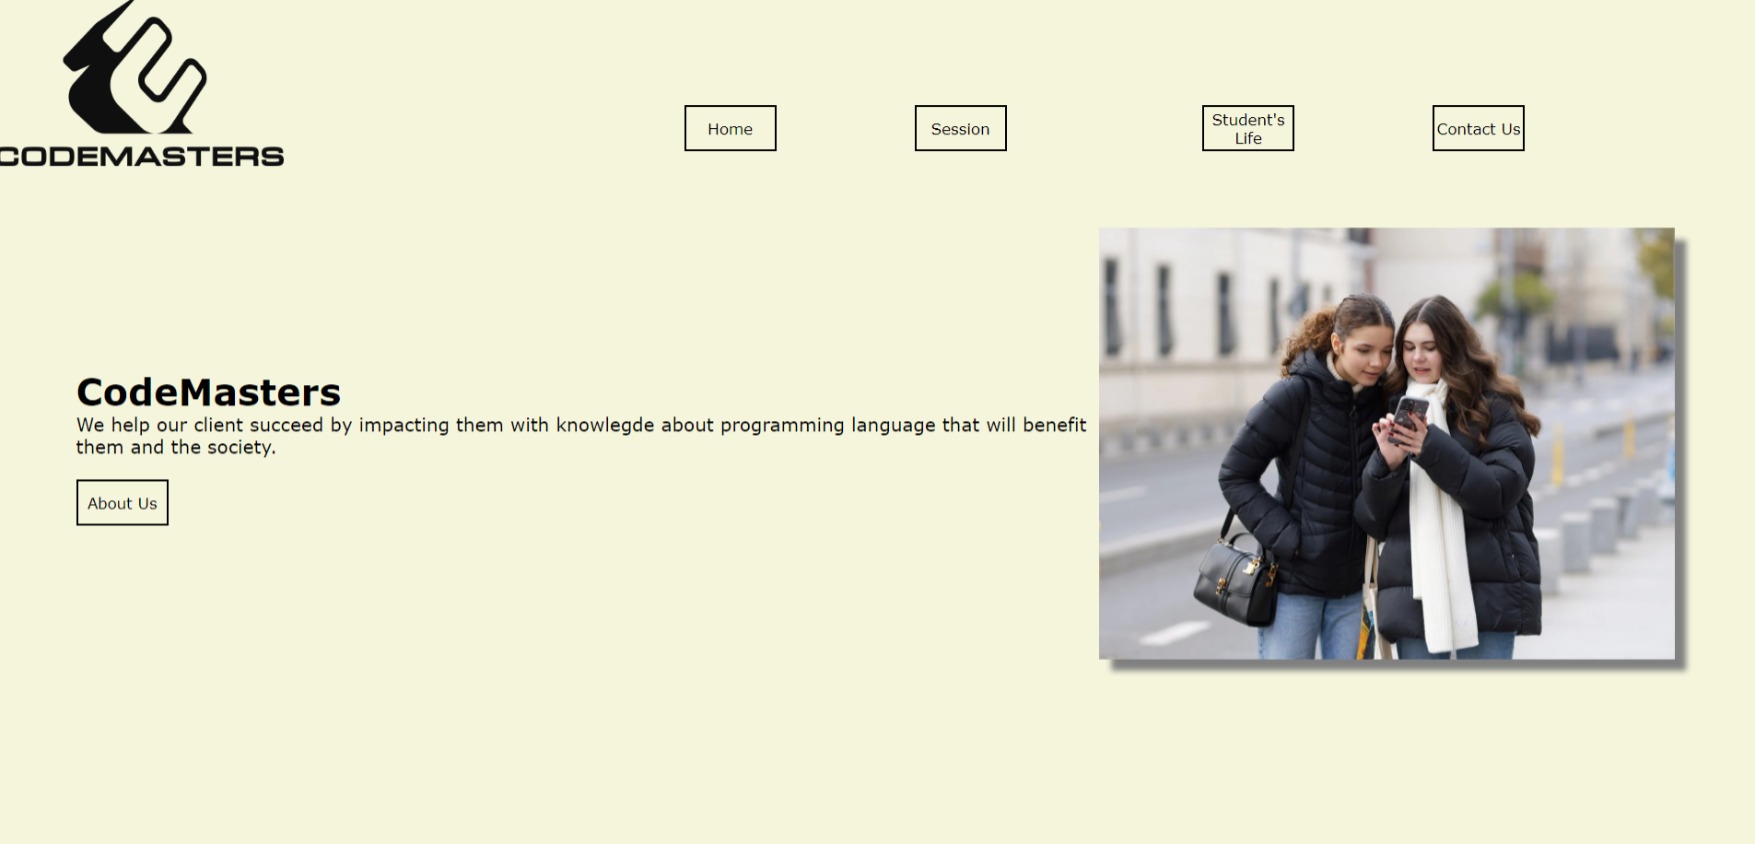 CODEMASTERS
Home
Session
Student's
Life
Contact Us
CodeMasters
We help our client succeed by impacting them with knowlegde about programming language that will benefit
them and the society.
About Us